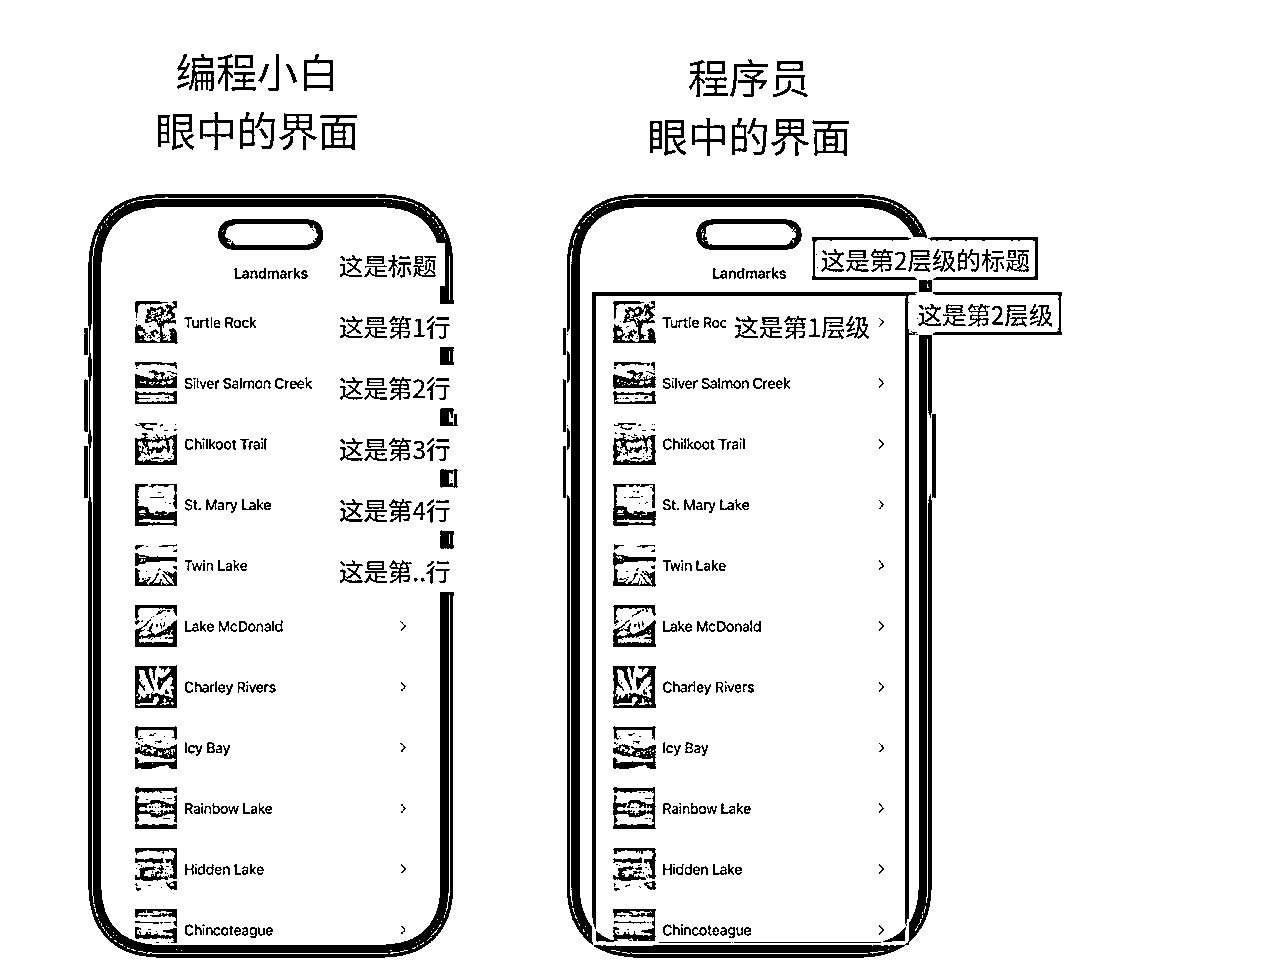 编程小白
眼中的界面
Landmarks
这是标题
Turtle Rock
这是第1行
Silver Salmon Creek
这是第2行
Chilkoot Trail
这是第3行
St. Mary Lake
这是第4行
Twin Lake
这是第..行
Lake McDonald
Charley Rivers
Icy Bay
Rainbow Lake
Hidden Lake
Chincoteague
程序员
眼中的界面
Landmarks
这是第2层级的标题
这是第2层级
Turtle Roc
这是第1层级
Silver Salmon Creek
Chilkoot Trail
St. Mary Lake
Twin Lake
Lake McDonald
Charley Rivers
Icy Bay
Rainbow Lake
Hidden Lake
Chincoteague